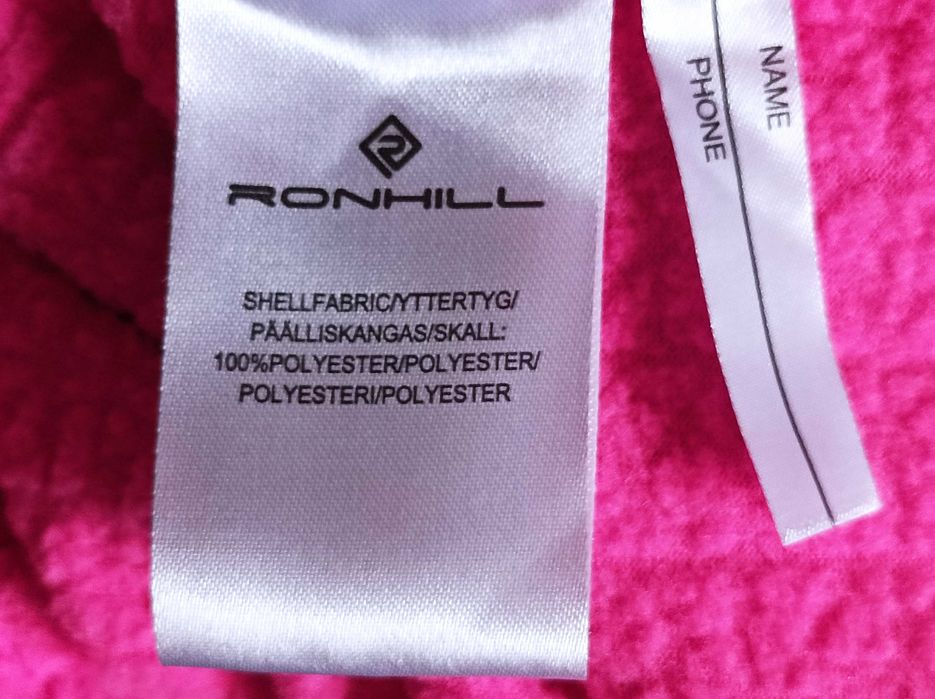 RONHILL
SHELLFABRIC/YTTERTYG/
PÄÄLLISKANGAS/SKALL:
100%POLYESTER/POLYESTER/
POLYESTERI/POLYESTER
NAME
PHONE